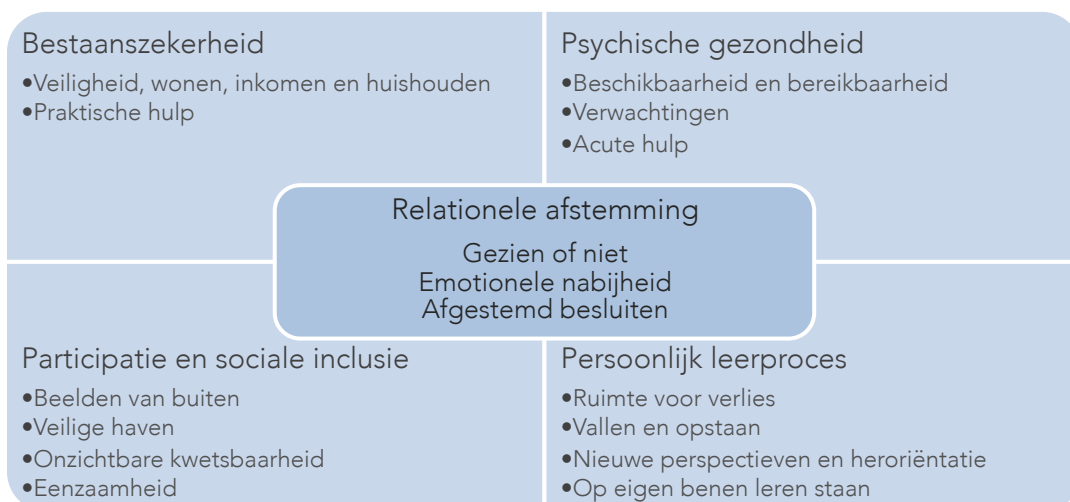 Bestaanszekerheid
•Veiligheid, wonen, inkomen en huishouden
•Praktische hulp
Psychische gezondheid
•Beschikbaarheid en bereikbaarheid
•Verwachtingen
•Acute hulp
Relationele afstemming
Gezien of niet
Emotionele nabijheid
Afgestemd besluiten
Participatie en sociale inclusie
•Beelden van buiten
•Veilige haven
•Onzichtbare kwetsbaarheid
•Eenzaamheid
Persoonlijk leerproces
•Ruimte voor verlies
•Vallen en opstaan
•Nieuwe perspectieven en heroriëntatie
•Op eigen benen leren staan